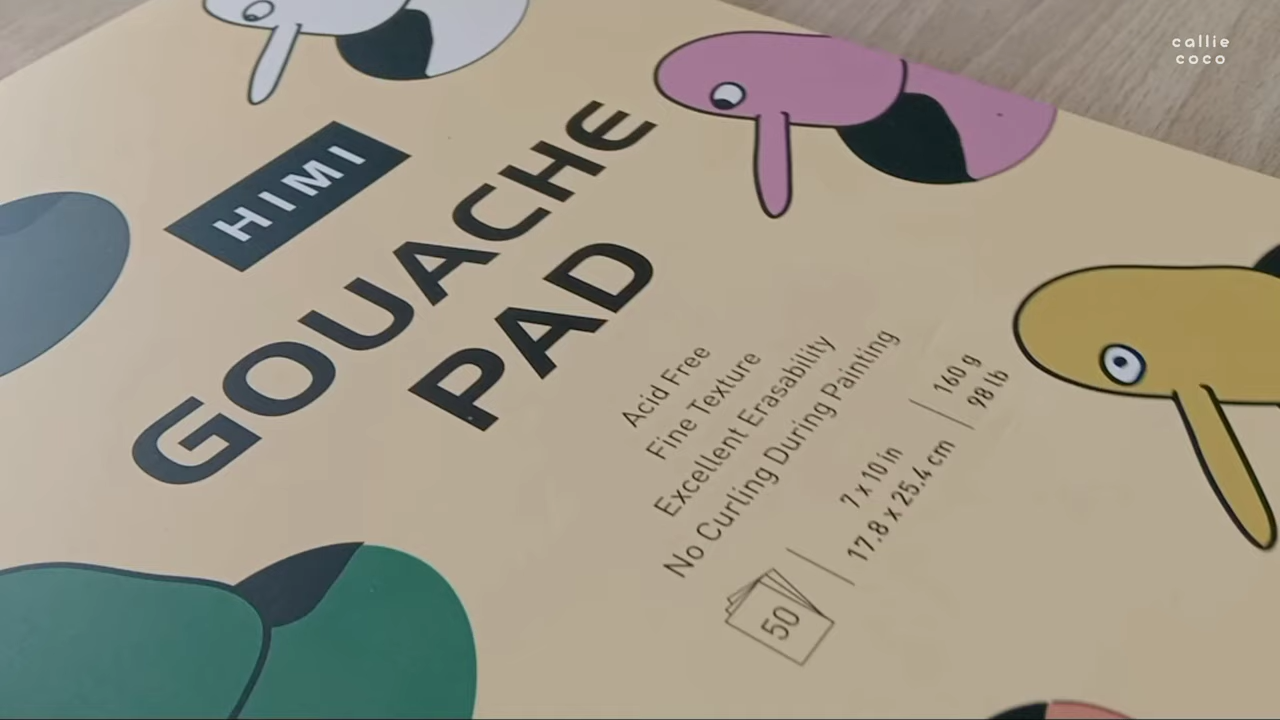 HIMI
GOUACHE
PAD
Acid Free
Fine Texture
Excellent Erasability
No Curling During Painting
50
7 x 10 in
17.8 x 25.4 cm
160 g
98 lb
callie
coco